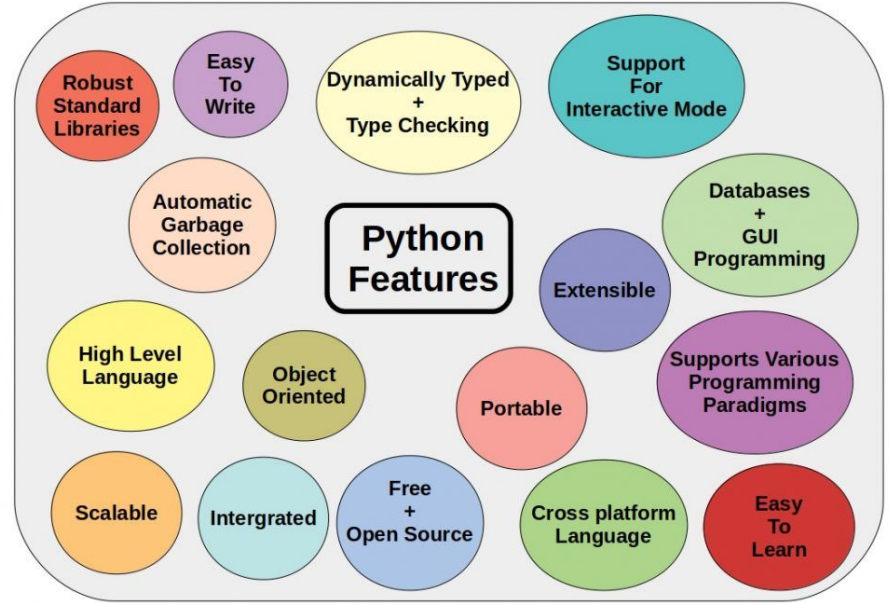 Robust
Standard
Libraries
Easy
To
Write
Dynamically Typed
+
Type Checking
Support
For
Interactive Mode
Automatic
Garbage
Collection
Python
Features
Databases
+
GUI
Programming
Extensible
High Level
Language
Object
Oriented
Portable
Supports Various
Programming
Paradigms
Scalable
Intergrated
Free
+
Open Source
Cross platform
Language
Easy
To
Learn